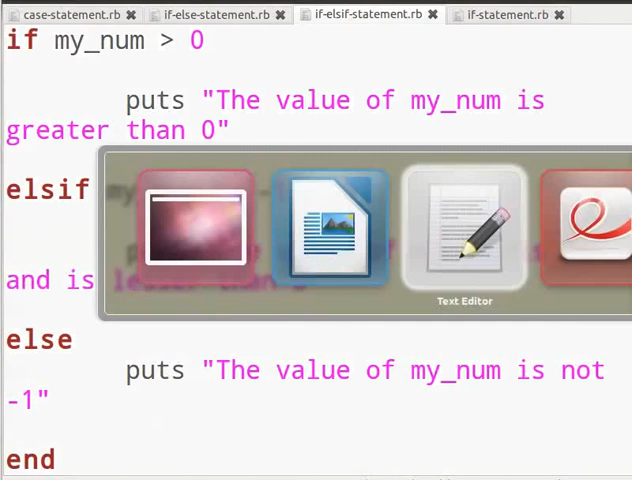 case-statement.rb if-else-statement.rb if-elsif-statement.rb if-statement.rb
if my_num > 0
puts "The value of my_num is
greater than 0"
elsif
and is lesser than
Text Editor
else
puts "The value of my_num is not
-1"
end